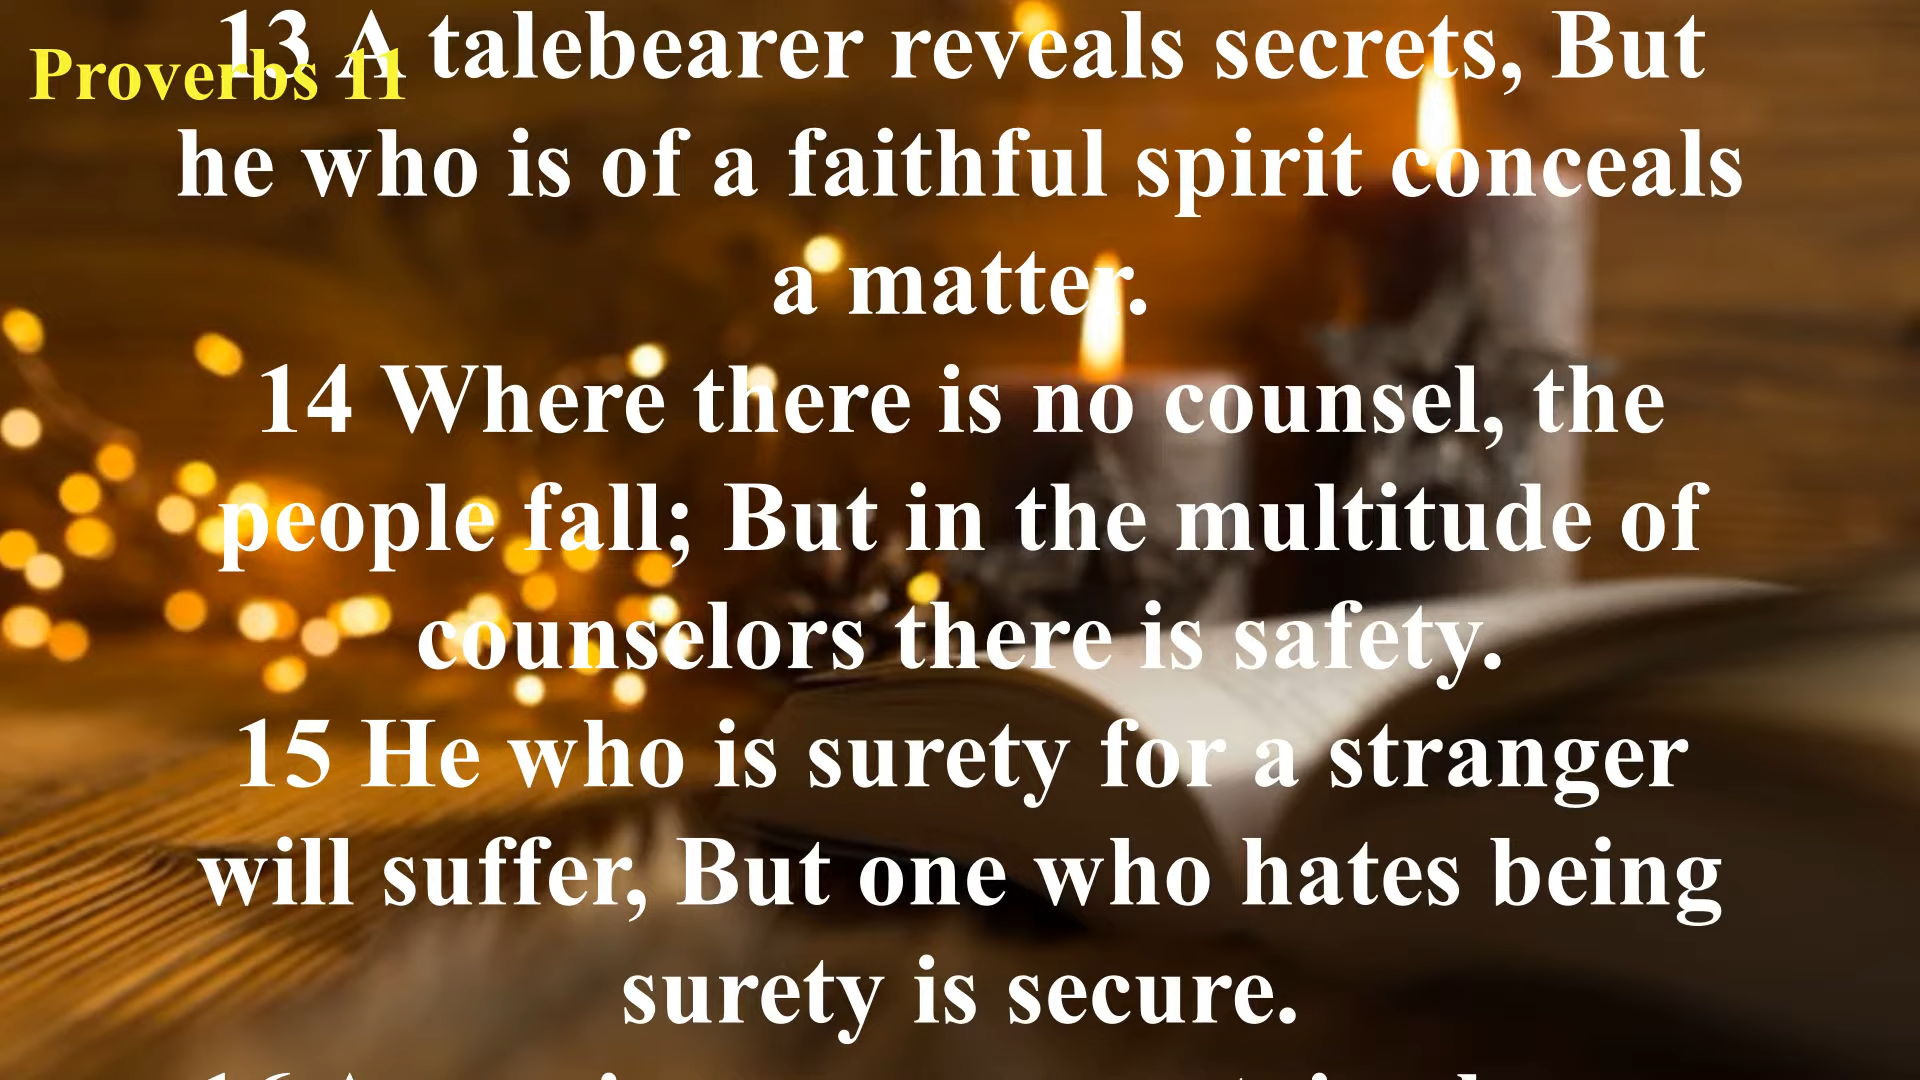 Proverbs 11
13 A talebearer reveals secrets, But
he who is of a faithful spirit conceals
a matter.
14 Where there is no counsel, the
people fall; But in the multitude of
counselors there is safety.
15 He who is surety for a stranger
will suffer, But one who hates being
surety is secure.